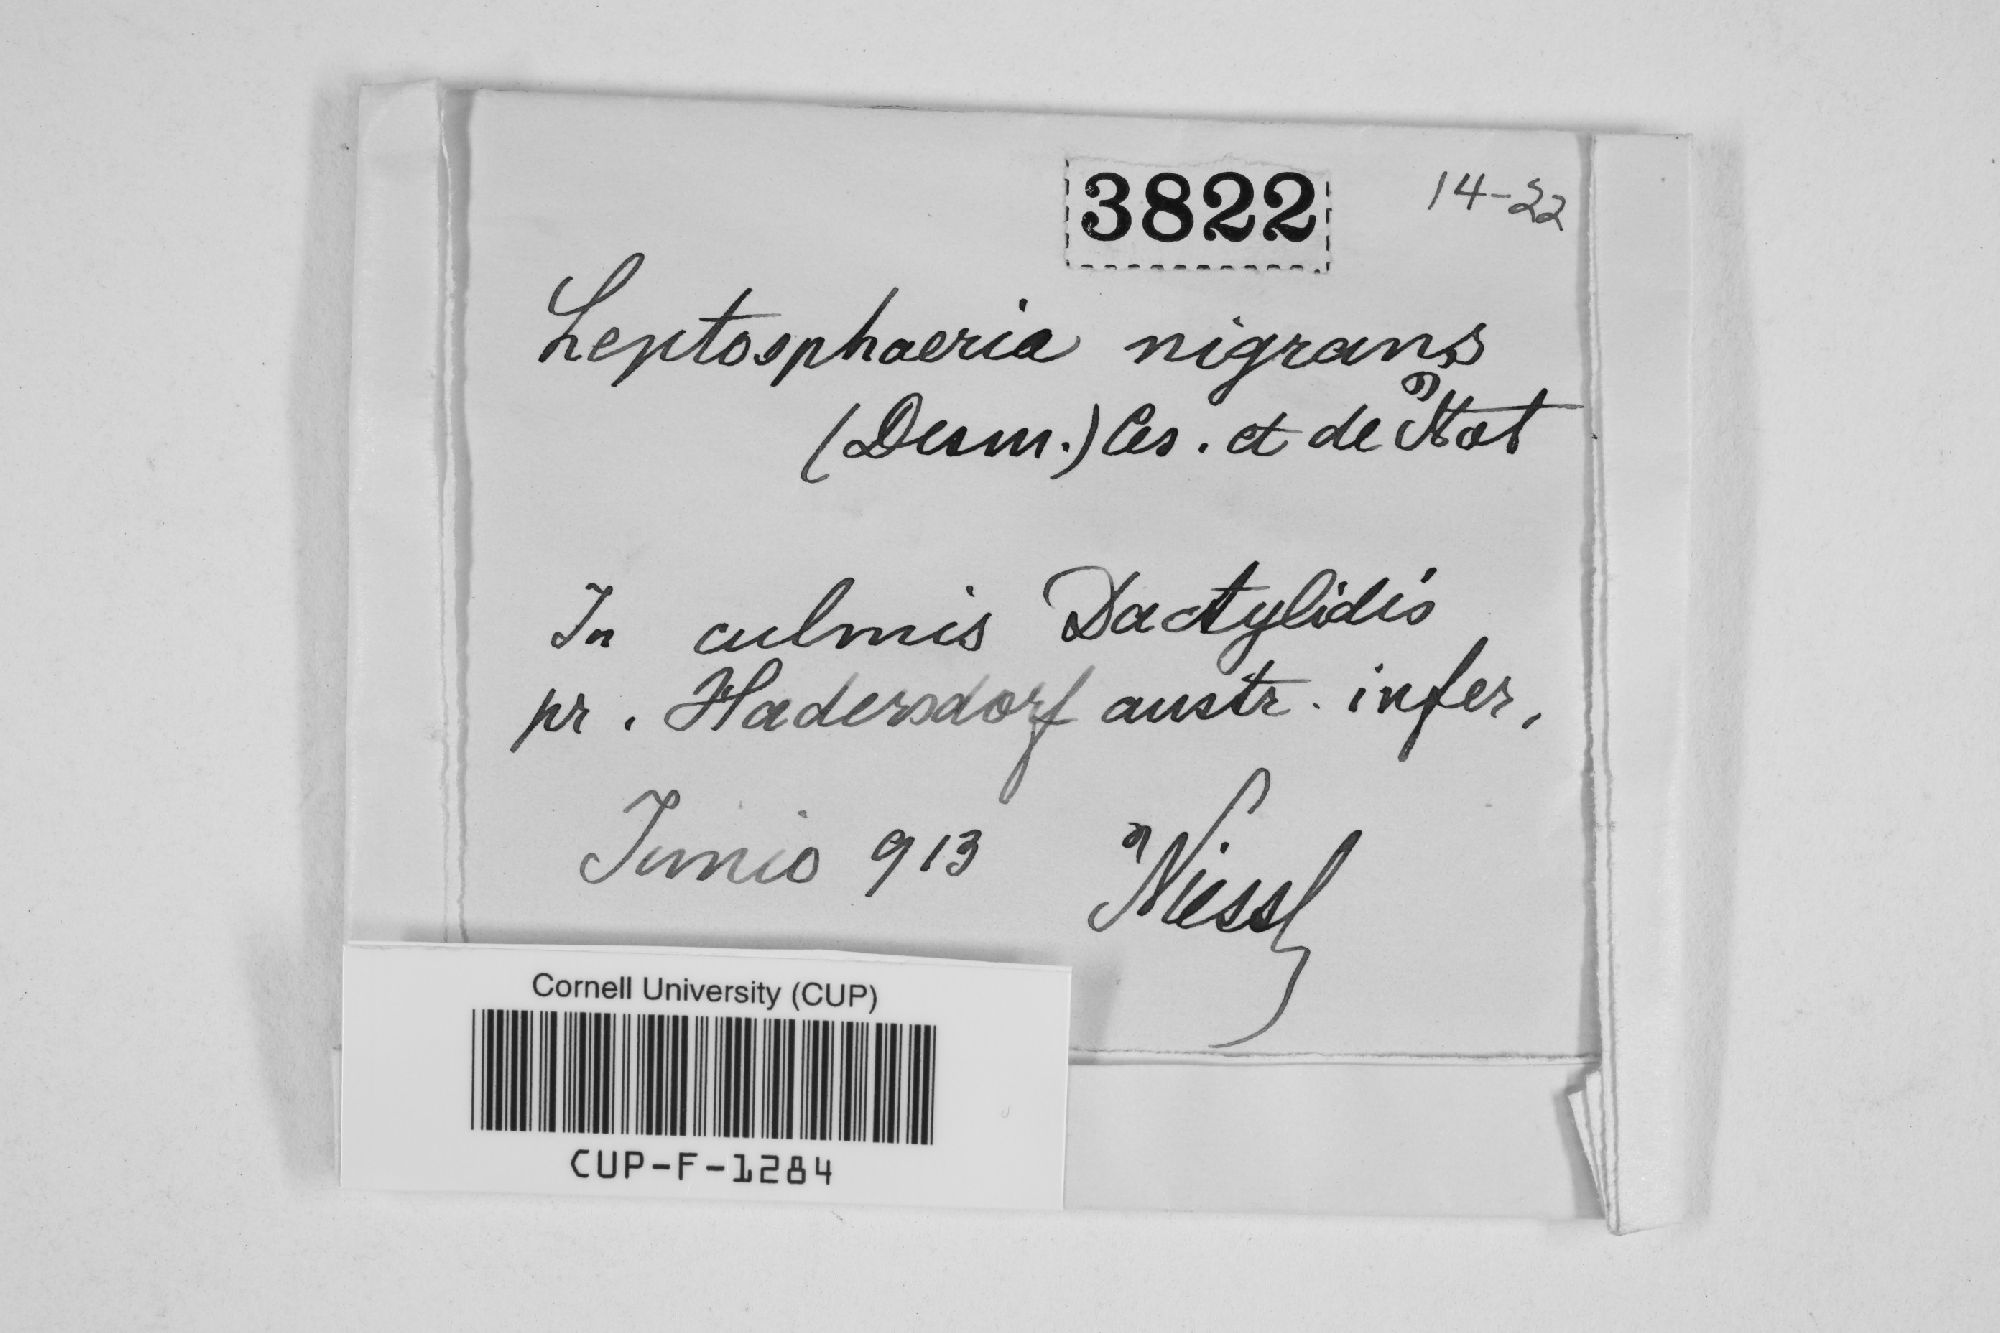 3822
14-22
Leptosphaeria nigrans
(Desm.) Ces. et de Not
In culmis Dactylidis
pr. Hadersdorf austr. infer.
Junio 913 Niessl
Cornell University (CUP)
CUP-F-1284